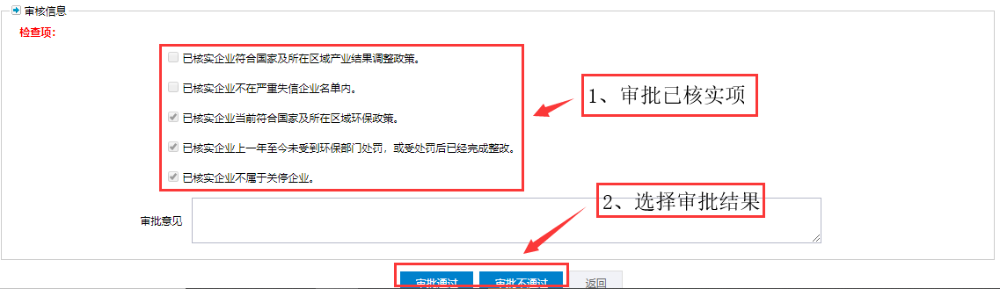 审核信息
检查项：
已核实企业符合国家及所在区域产业结果调整政策。
已核实企业不在严重失信企业名单内。
1、审批已核实项
已核实企业当前符合国家及所在区域环保政策。
已核实企业上一年至今未受到环保部门处罚，或受处罚后已经完成整改。
已核实企业不属于关停企业。
2、选择审批结果
审批意见
审批通过 审批不通过 返回